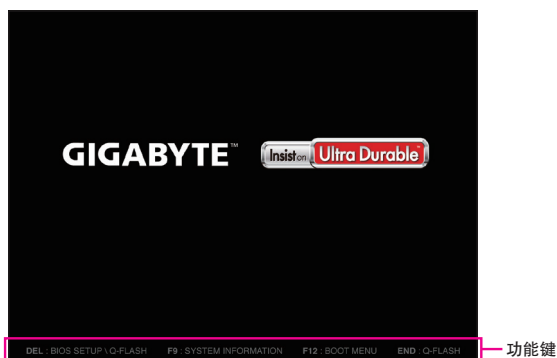 GIGABYTE™
Insist on Ultra Durable™
DEL : BIOS SETUP \ Q-FLASH F9 : SYSTEM INFORMATION F12 : BOOT MENU END : Q-FLASH
功能键